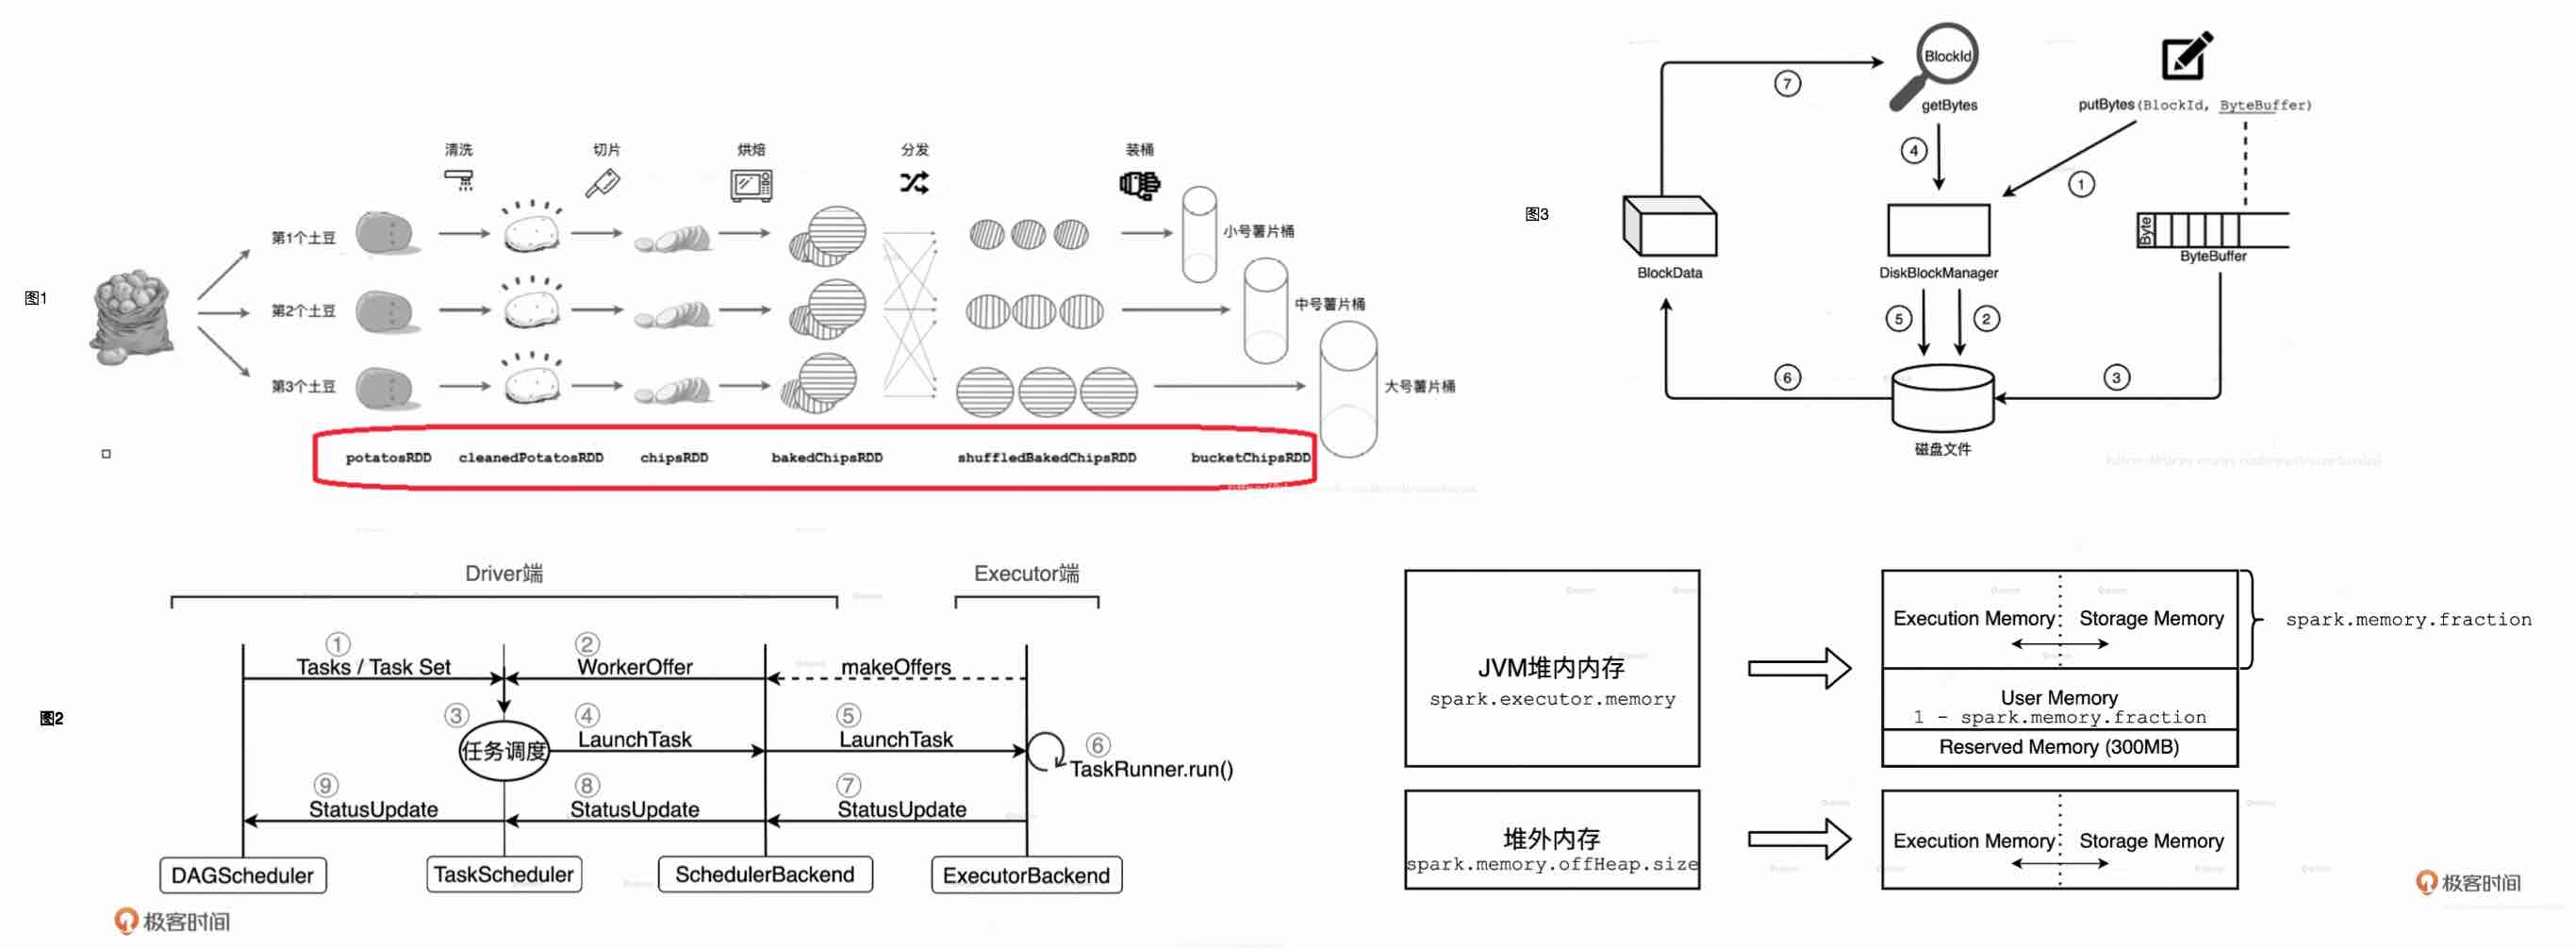 图1
清洗
切片
烘焙
分发
装桶
第1个土豆
小号薯片桶
第2个土豆
中号薯片桶
第3个土豆
大号薯片桶
potatosRDD
cleanedPotatosRDD
chipsRDD
bakedChipsRDD
shuffledBakedChipsRDD
bucketChipsRDD
图3
BlockId
getBytes
putBytes(BlockId, ByteBuffer)
⑦
④
①
BlockData
DiskBlockManager
Byte
ByteBuffer
⑤
②
⑥
③
磁盘文件
图2
Driver端
Executor端
①
Tasks / Task Set
②
WorkerOffer
makeOffers
③
任务调度
④
LaunchTask
⑤
LaunchTask
⑥
TaskRunner.run()
⑨
StatusUpdate
⑧
StatusUpdate
⑦
StatusUpdate
DAGScheduler
TaskScheduler
SchedulerBackend
ExecutorBackend
极客时间
JVM堆内内存
spark.executor.memory
Execution Memory
Storage Memory
spark.memory.fraction
User Memory
1 - spark.memory.fraction
Reserved Memory (300MB)
堆外内存
spark.memory.offHeap.size
Execution Memory
Storage Memory
极客时间